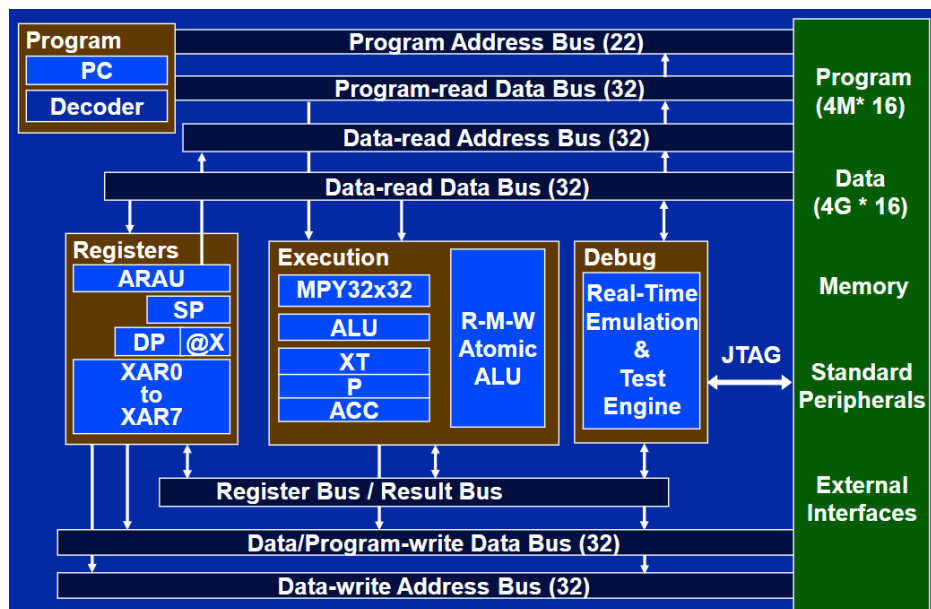 Program
PC
Decoder
Program Address Bus (22)
Program-read Data Bus (32)
Data-read Address Bus (32)
Data-read Data Bus (32)
Registers
ARAU
SP
DP
@X
XAR0
to
XAR7
Execution
MPY32x32
ALU
XT
P
ACC
R-M-W
Atomic
ALU
Debug
Real-Time
Emulation
&
Test
Engine
JTAG
Register Bus / Result Bus
Data/Program-write Data Bus (32)
Data-write Address Bus (32)
Program
(4M* 16)
Data
(4G * 16)
Memory
Standard
Peripherals
External
Interfaces